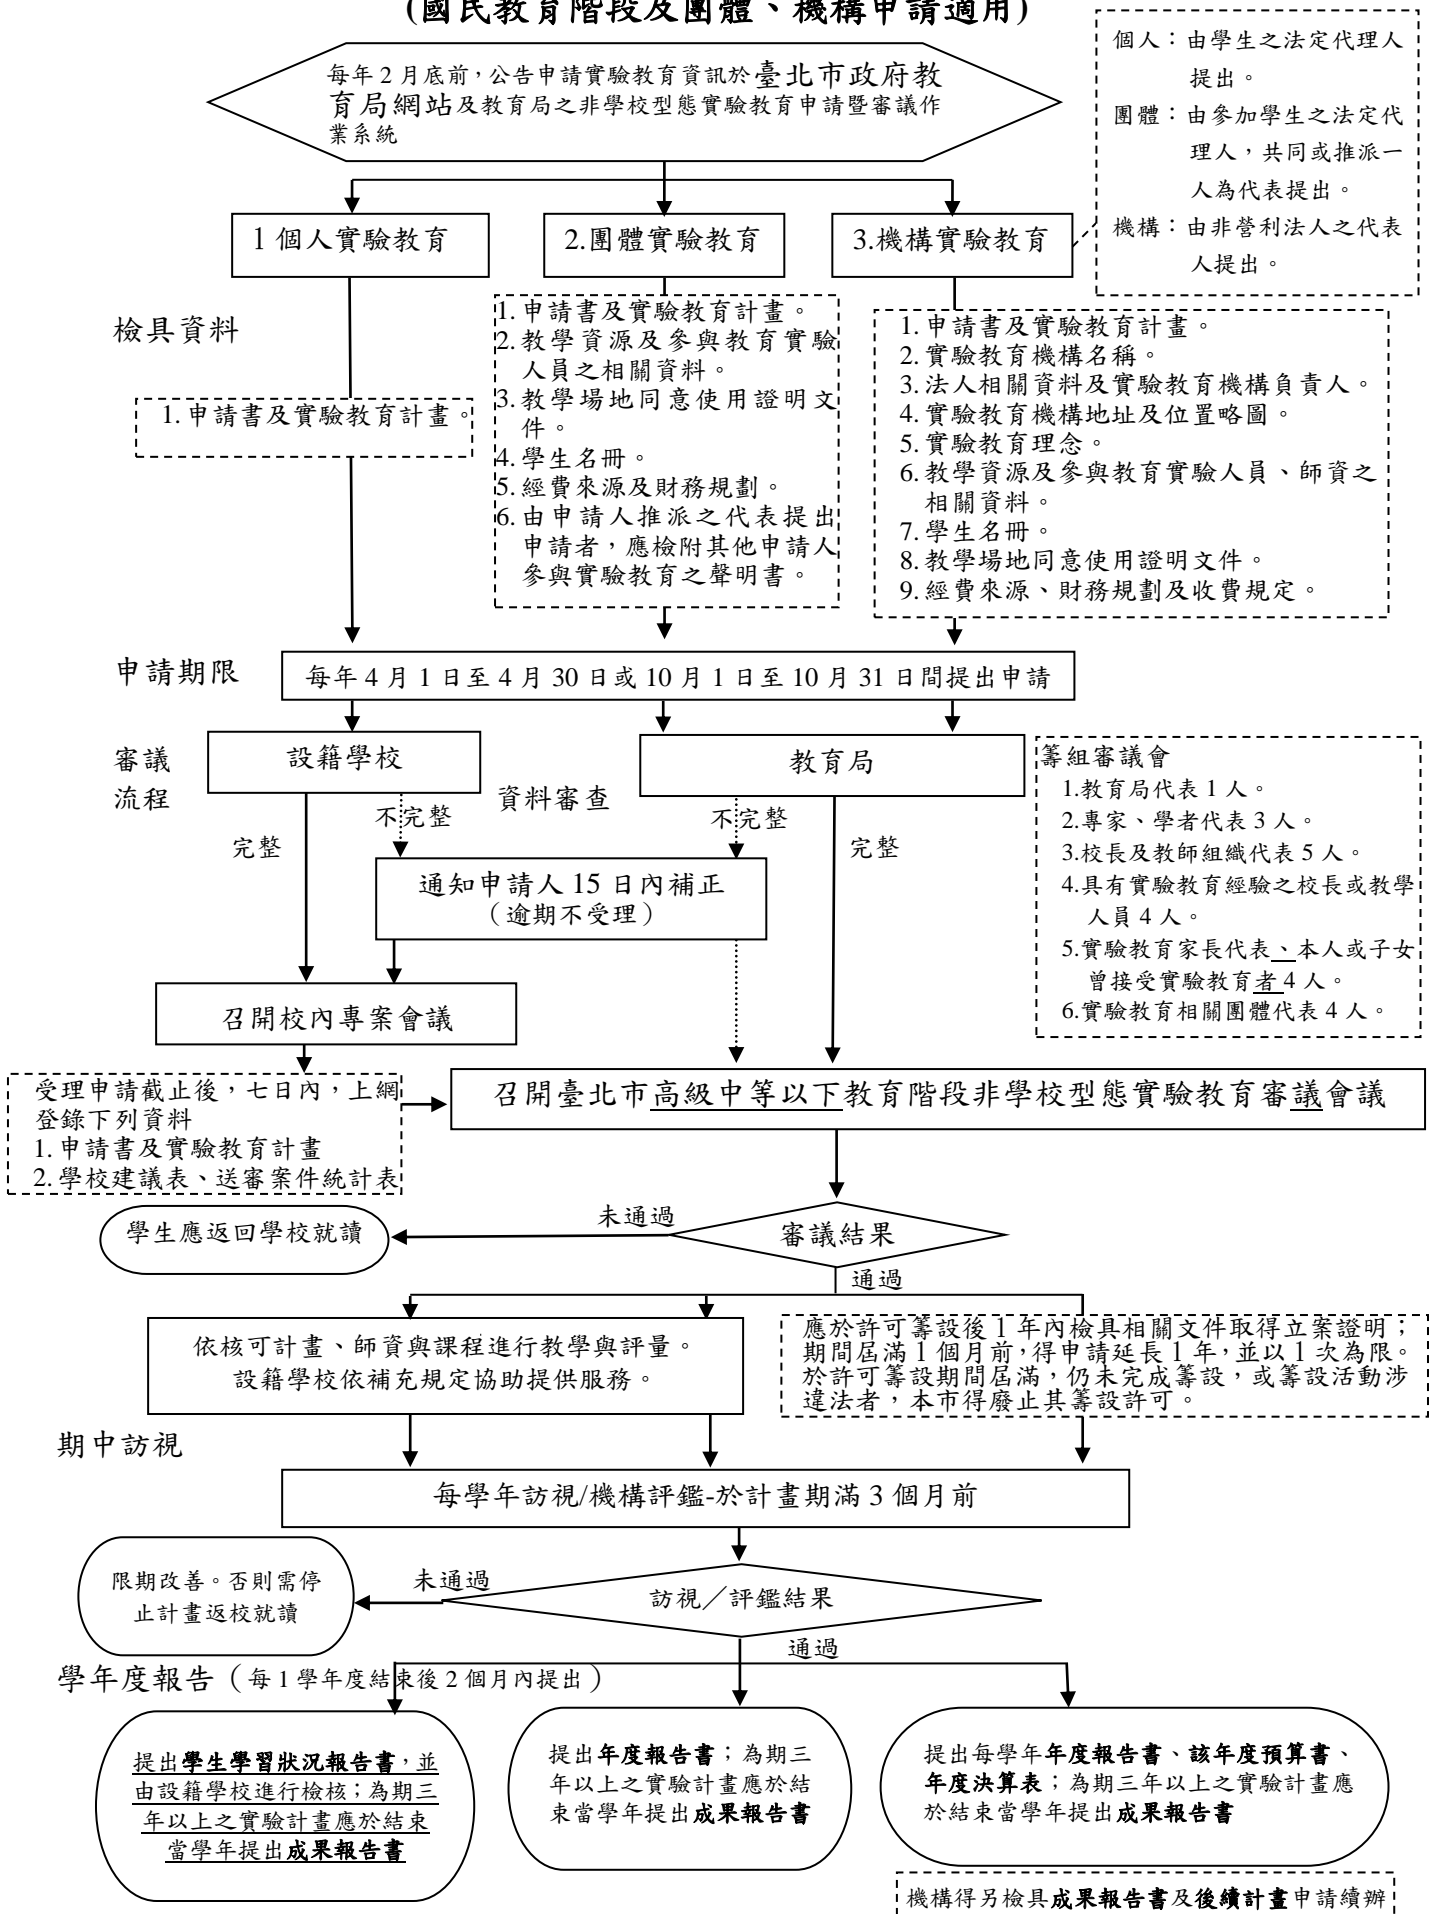 (國民教育階段及團體、機構申請適用)
個人：由學生之法定代理人
提出。
團體：由參加學生之法定代
理人，共同或推派一
人為代表提出。
機構：由非營利法人之代表
人提出。
每年 2 月底前，公告申請實驗教育資訊於臺北市政府教
育局網站及教育局之非學校型態實驗教育申請暨審議作
業系統
1 個人實驗教育
2.團體實驗教育
3.機構實驗教育
檢具資料
1.申請書及實驗教育計畫。
1.申請書及實驗教育計畫。
2.教學資源及參與教育實驗
人員之相關資料。
3.教學場地同意使用證明文
件。
4.學生名冊。
5.經費來源及財務規劃。
6.由申請人推派之代表提出
申請者，應檢附其他申請人
參與實驗教育之聲明書。
1.申請書及實驗教育計畫。
2.實驗教育機構名稱。
3.法人相關資料及實驗教育機構負責人。
4.實驗教育機構地址及位置略圖。
5.實驗教育理念。
6.教學資源及參與教育實驗人員、師資之
相關資料。
7.學生名冊。
8.教學場地同意使用證明文件。
9.經費來源、財務規劃及收費規定。
申請期限
每年 4 月 1 日至 4 月 30 日或 10 月 1 日至 10 月 31 日間提出申請
審議
流程
設籍學校
資料審查
教育局
完整
不完整
不完整
完整
通知申請人 15 日內補正
（逾期不受理）
籌組審議會
1.教育局代表 1 人。
2.專家、學者代表 3 人。
3.校長及教師組織代表 5 人。
4.具有實驗教育經驗之校長或教學
人員 4 人。
5.實驗教育家長代表、本人或子女
曾接受實驗教育者 4 人。
6.實驗教育相關團體代表 4 人。
召開校內專案會議
受理申請截止後，七日內，上網
登錄下列資料
1.申請書及實驗教育計畫
2.學校建議表、送審案件統計表
召開臺北市高級中等以下教育階段非學校型態實驗教育審議會議
學生應返回學校就讀
未通過
審議結果
通過
依核可計畫、師資與課程進行教學與評量。
設籍學校依補充規定協助提供服務。
應於許可籌設後 1 年內檢具相關文件取得立案證明；
期間屆滿 1 個月前，得申請延長 1 年，並以 1 次為限。
於許可籌設期間屆滿，仍未完成籌設，或籌設活動涉
違法者，本市得廢止其籌設許可。
期中訪視
每學年訪視/機構評鑑-於計畫期滿 3 個月前
限期改善。否則需停
止計畫返校就讀
未通過
訪視／評鑑結果
通過
學年度報告（每 1 學年度結束後 2 個月內提出）
提出學生學習狀況報告書，並
由設籍學校進行檢核；為期三
年以上之實驗計畫應於結束
當學年提出成果報告書
提出年度報告書；為期三
年以上之實驗計畫應於結
束當學年提出成果報告書
提出每學年年度報告書、該年度預算書、
年度決算表；為期三年以上之實驗計畫應
於結束當學年提出成果報告書
機構得另檢具成果報告書及後續計畫申請續辦